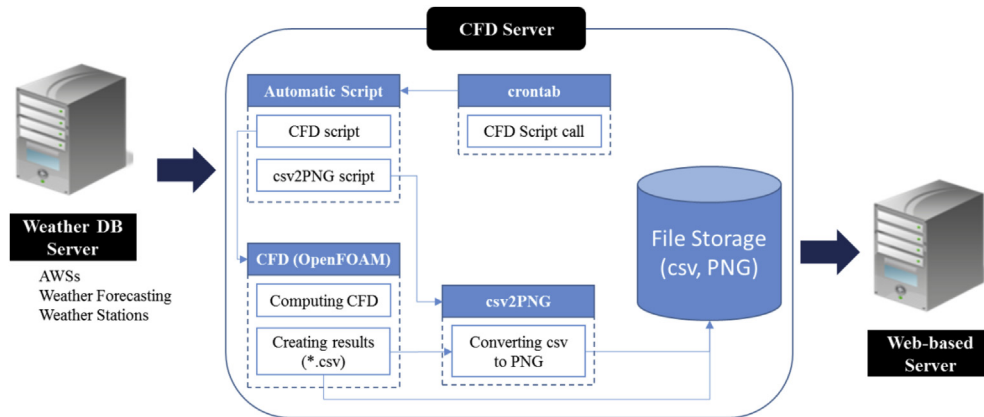 CFD Server
Automatic Script
CFD script
csv2PNG script
crontab
CFD Script call
Weather DB
Server
AWSs
Weather Forecasting
Weather Stations
CFD (OpenFOAM)
Computing CFD
Creating results
(*.csv)
csv2PNG
Converting csv
to PNG
File Storage
(csv, PNG)
Web-based
Server